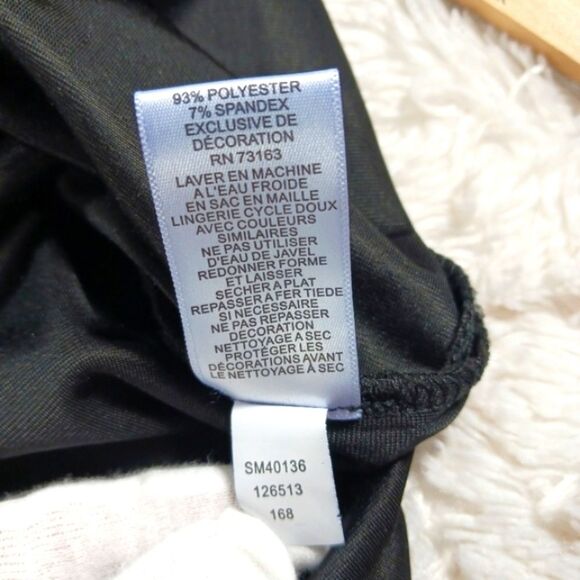 93% POLYESTER
7% SPANDEX
EXCLUSIVE DE
DÉCORATION
RN 73163
LAVER EN MACHINE
A L'EAU FROIDE
EN SAC EN MAILLE
LINGERIE CYCLE DOUX
AVEC COULEURS
SIMILAIRES
NE PAS UTILISER
D'EAU DE JAVEL
REDONNER FORME
ET LAISSER
SECHER A PLAT
REPASSER A FER TIEDE
SI NECESSAIRE
NE PAS REPASSER
DECORATION
NETTOYAGE A SEC
PROTÉGER LES
DÉCORATIONS AVANT
LE NETTOYAGE À SEC
SM40136
126513
168